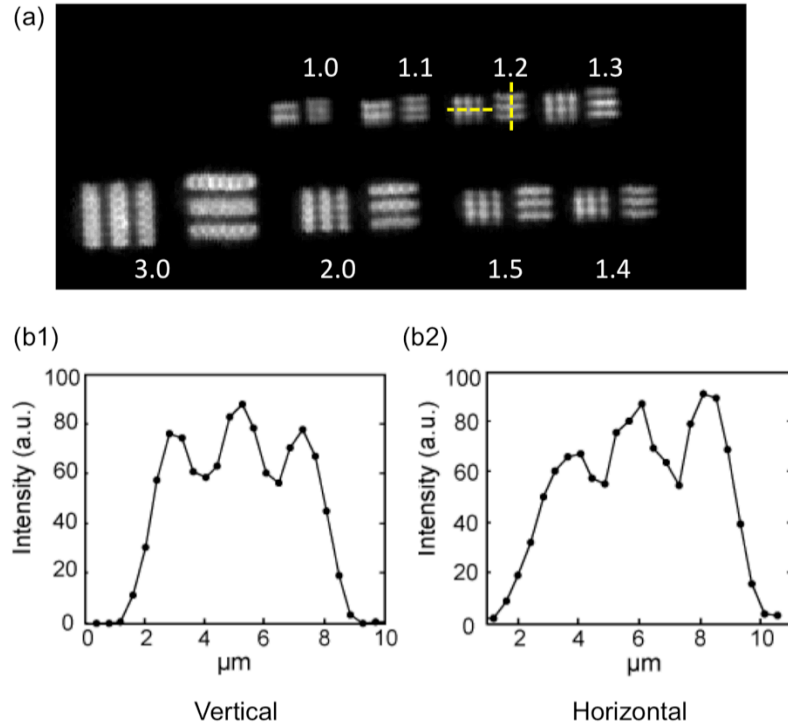 (a)
1.0 1.1 1.2 1.3
3.0 2.0 1.5 1.4
(b1)
100
80
60
40
20
0
Intensity (a.u.)
0 2 4 6 8 10
µm
Vertical
(b2)
100
80
60
40
20
0
Intensity (a.u.)
2 4 6 8 10
µm
Horizontal